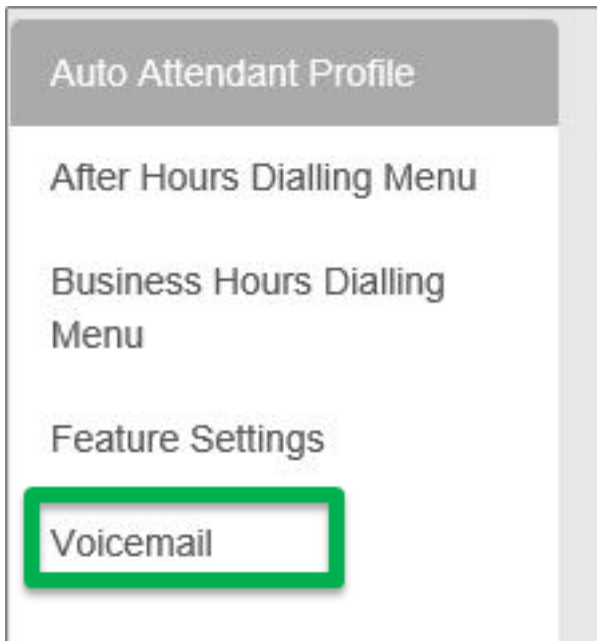 Auto Attendant Profile
After Hours Dialling Menu
Business Hours Dialling
Menu
Feature Settings
Voicemail